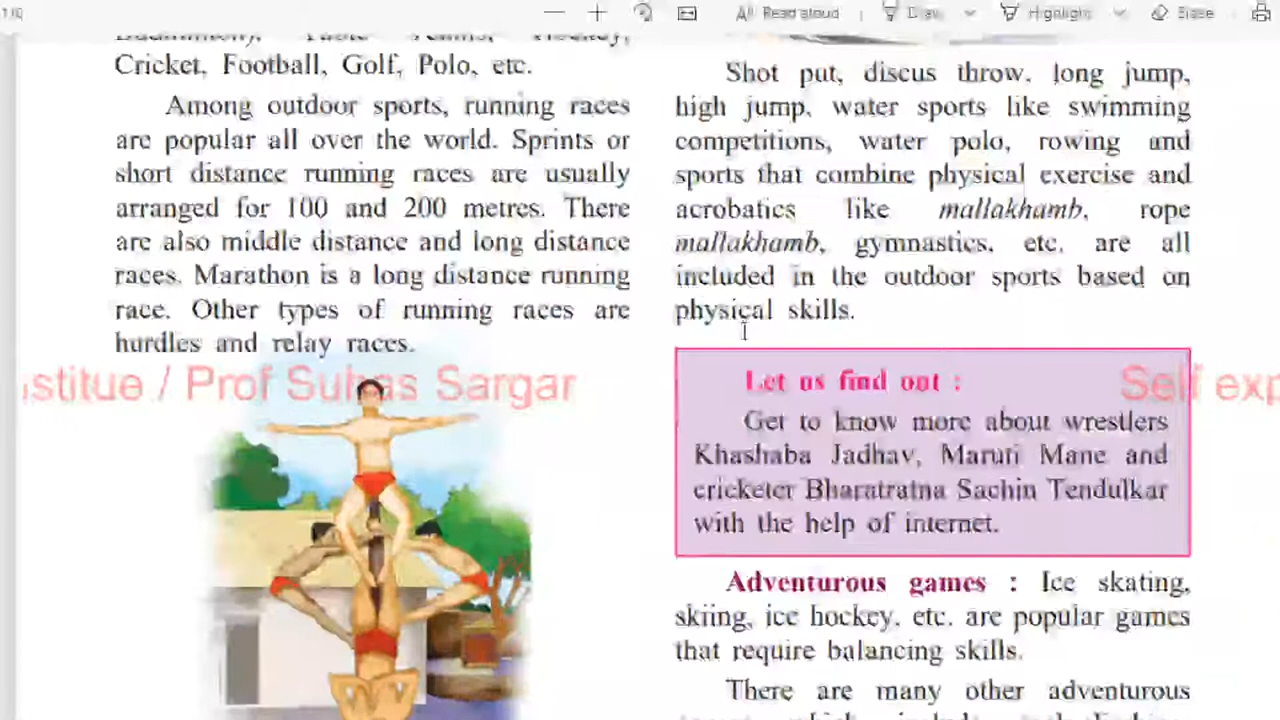 Read aloud
Draw
Highlight
Erase
Cricket, Football, Golf, Polo, etc.
Among outdoor sports, running races
are popular all over the world. Sprints or
short distance running races are usually
arranged for 100 and 200 metres. There
are also middle distance and long distance
races. Marathon is a long distance running
race. Other types of running races are
hurdles and relay races.
stitue / Prof Suhas Sargar
Shot put, discus throw, long jump,
high jump, water sports like swimming
competitions, water polo, rowing and
sports that combine physical exercise and
acrobatics like mallakhamb, rope
mallakhamb, gymnastics, etc. are all
included in the outdoor sports based on
physical skills.
Self exp
Let us find out :
Get to know more about wrestlers
Khashaba Jadhav, Maruti Mane and
cricketer Bharatratna Sachin Tendulkar
with the help of internet.
Adventurous games : Ice skating,
skiing, ice hockey, etc. are popular games
that require balancing skills.
There are many other adventurous